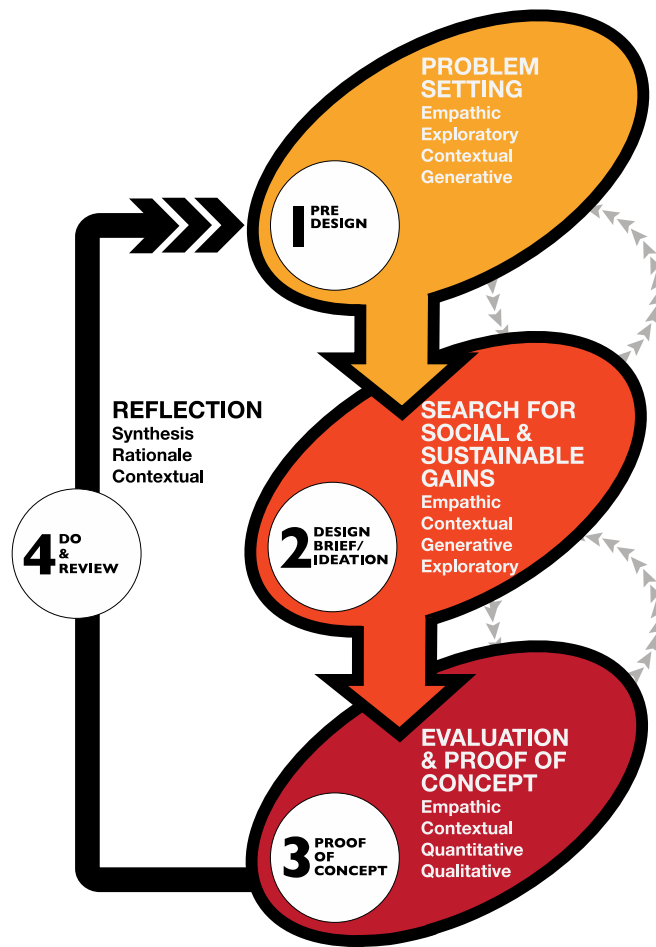 PROBLEM
SETTING
Empathic
Exploratory
Contextual
Generative
1 PRE
DESIGN
REFLECTION
Synthesis
Rationale
Contextual
SEARCH FOR
SOCIAL &
SUSTAINABLE
GAINS
Empathic
Contextual
Generative
Exploratory
2 DESIGN
BRIEF/
IDEATION
4 DO
&
REVIEW
EVALUATION
& PROOF OF
CONCEPT
Empathic
Contextual
Quantitative
Qualitative
3 PROOF
OF
CONCEPT